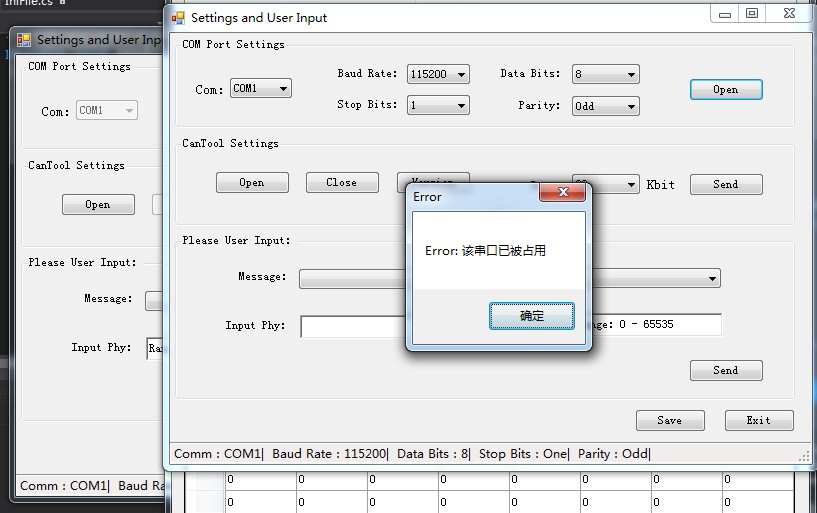 IniFile.cs
Settings and User Inp
COM Port Settings
Com: COM1
CanTool Settings
Open
Please User Input:
Message:
Input Phy:
Comm : COM1| Baud
Settings and User Input
COM Port Settings
Com: COM1 Baud Rate: 115200 Data Bits: 8 Open
Stop Bits: 1 Parity: Odd
CanTool Settings
Open Close Kbit Send
Please User Input:
Message:
Input Phy: 0 - 65535
Send
Save Exit
Comm : COM1| Baud Rate : 115200| Data Bits : 8| Stop Bits : One| Parity : Odd|
Error
Error: 该串口已被占用
确定
0 0 0 0 0 0 0 0
0 0 0 0 0 0 0 0